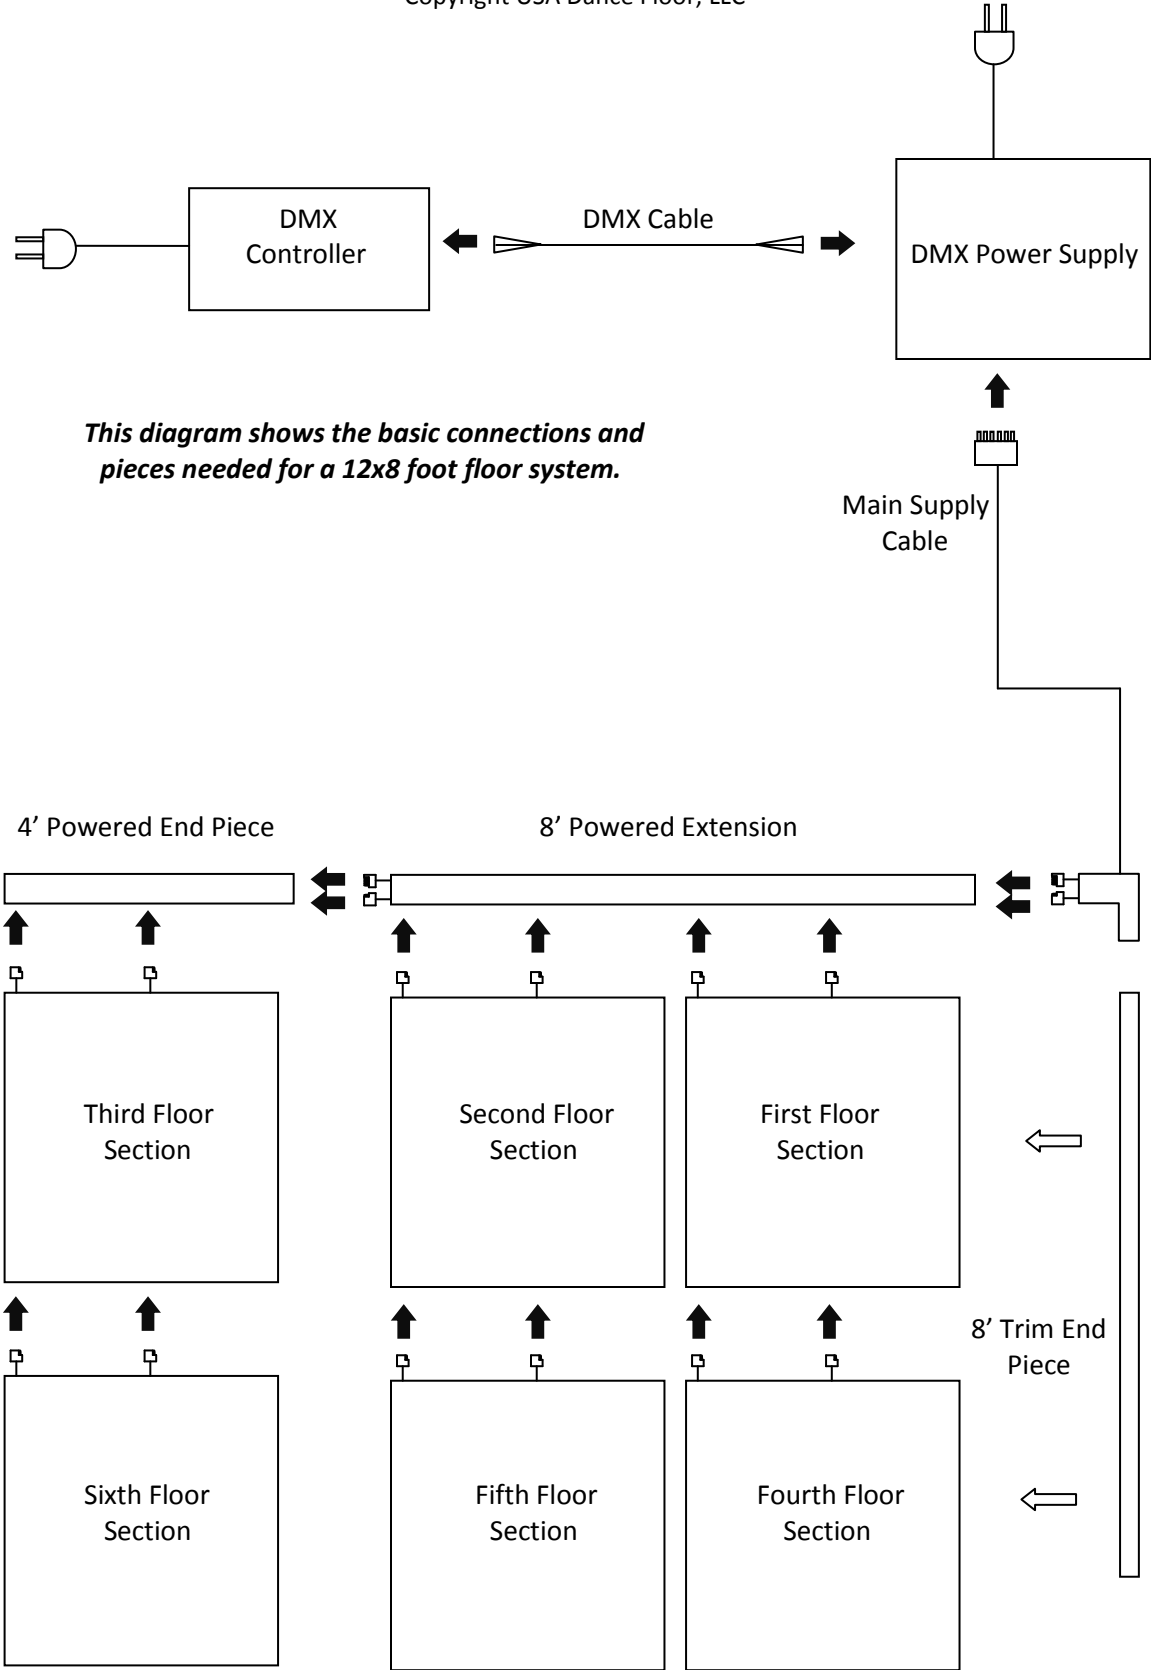 Copyright USA Dance Floor, LLC
DMX
Controller
DMX Cable
DMX Power Supply
This diagram shows the basic connections and
pieces needed for a 12x8 foot floor system.
Main Supply
Cable
4’ Powered End Piece
8’ Powered Extension
Third Floor
Section
Second Floor
Section
First Floor
Section
8’ Trim End
Piece
Sixth Floor
Section
Fifth Floor
Section
Fourth Floor
Section